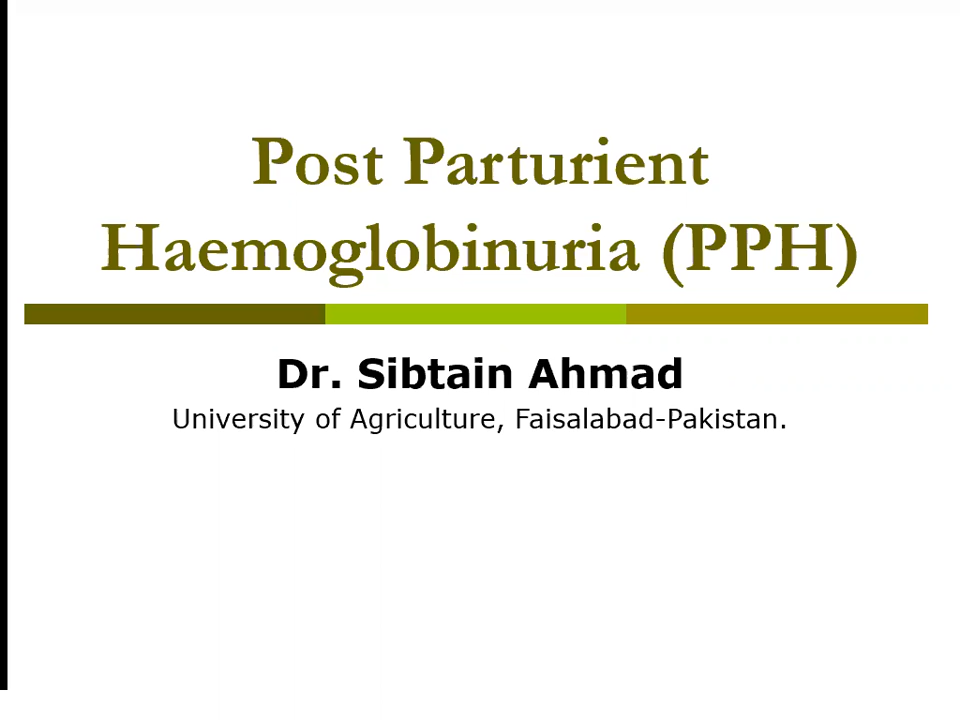 Post Parturient
Haemoglobinuria (PPH)
Dr. Sibtain Ahmad
University of Agriculture, Faisalabad-Pakistan.